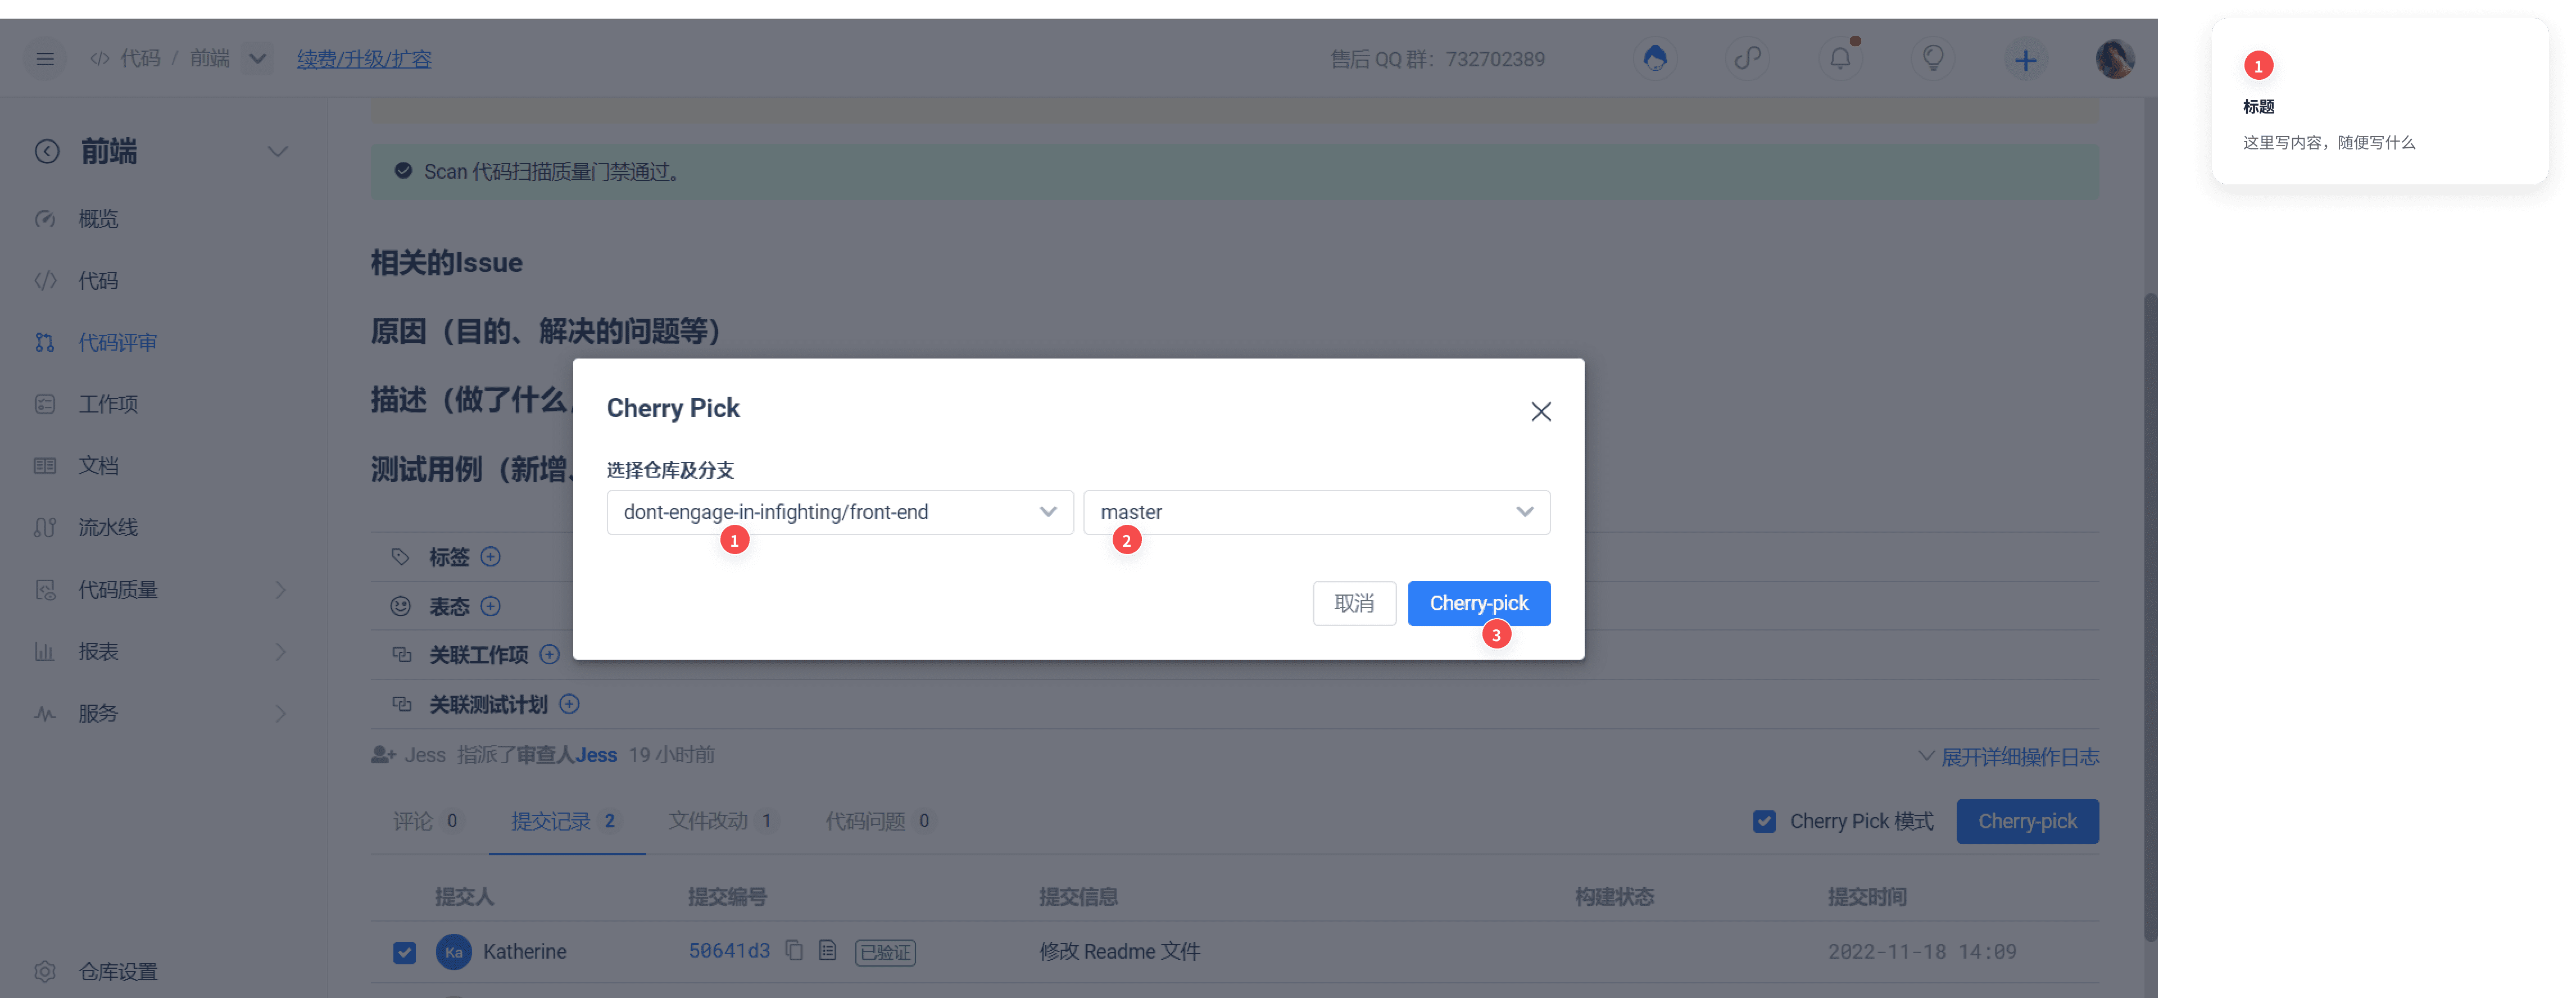 代码 / 前端
续费/升级/扩容
售后 QQ 群：732702389
前端
概览
代码
代码评审
工作项
文档
流水线
代码质量
报表
服务
仓库设置
Scan 代码扫描质量门禁通过。
相关的Issue
原因（目的、解决的问题等）
描述（做了什么
测试用例（新增
Cherry Pick
选择仓库及分支
dont-engage-in-infighting/front-end
master
1
2
取消
Cherry-pick
3
标签
表态
关联工作项
关联测试计划
Jess 指派了审查人Jess 19 小时前
展开详细操作日志
评论 0 提交记录 2 文件改动 1 代码问题 0
Cherry Pick 模式
Cherry-pick
提交人 提交编号 提交信息 构建状态 提交时间
Ka Katherine 50641d3 已验证 修改 Readme 文件 2022-11-18 14:09
1
标题
这里写内容，随便写什么